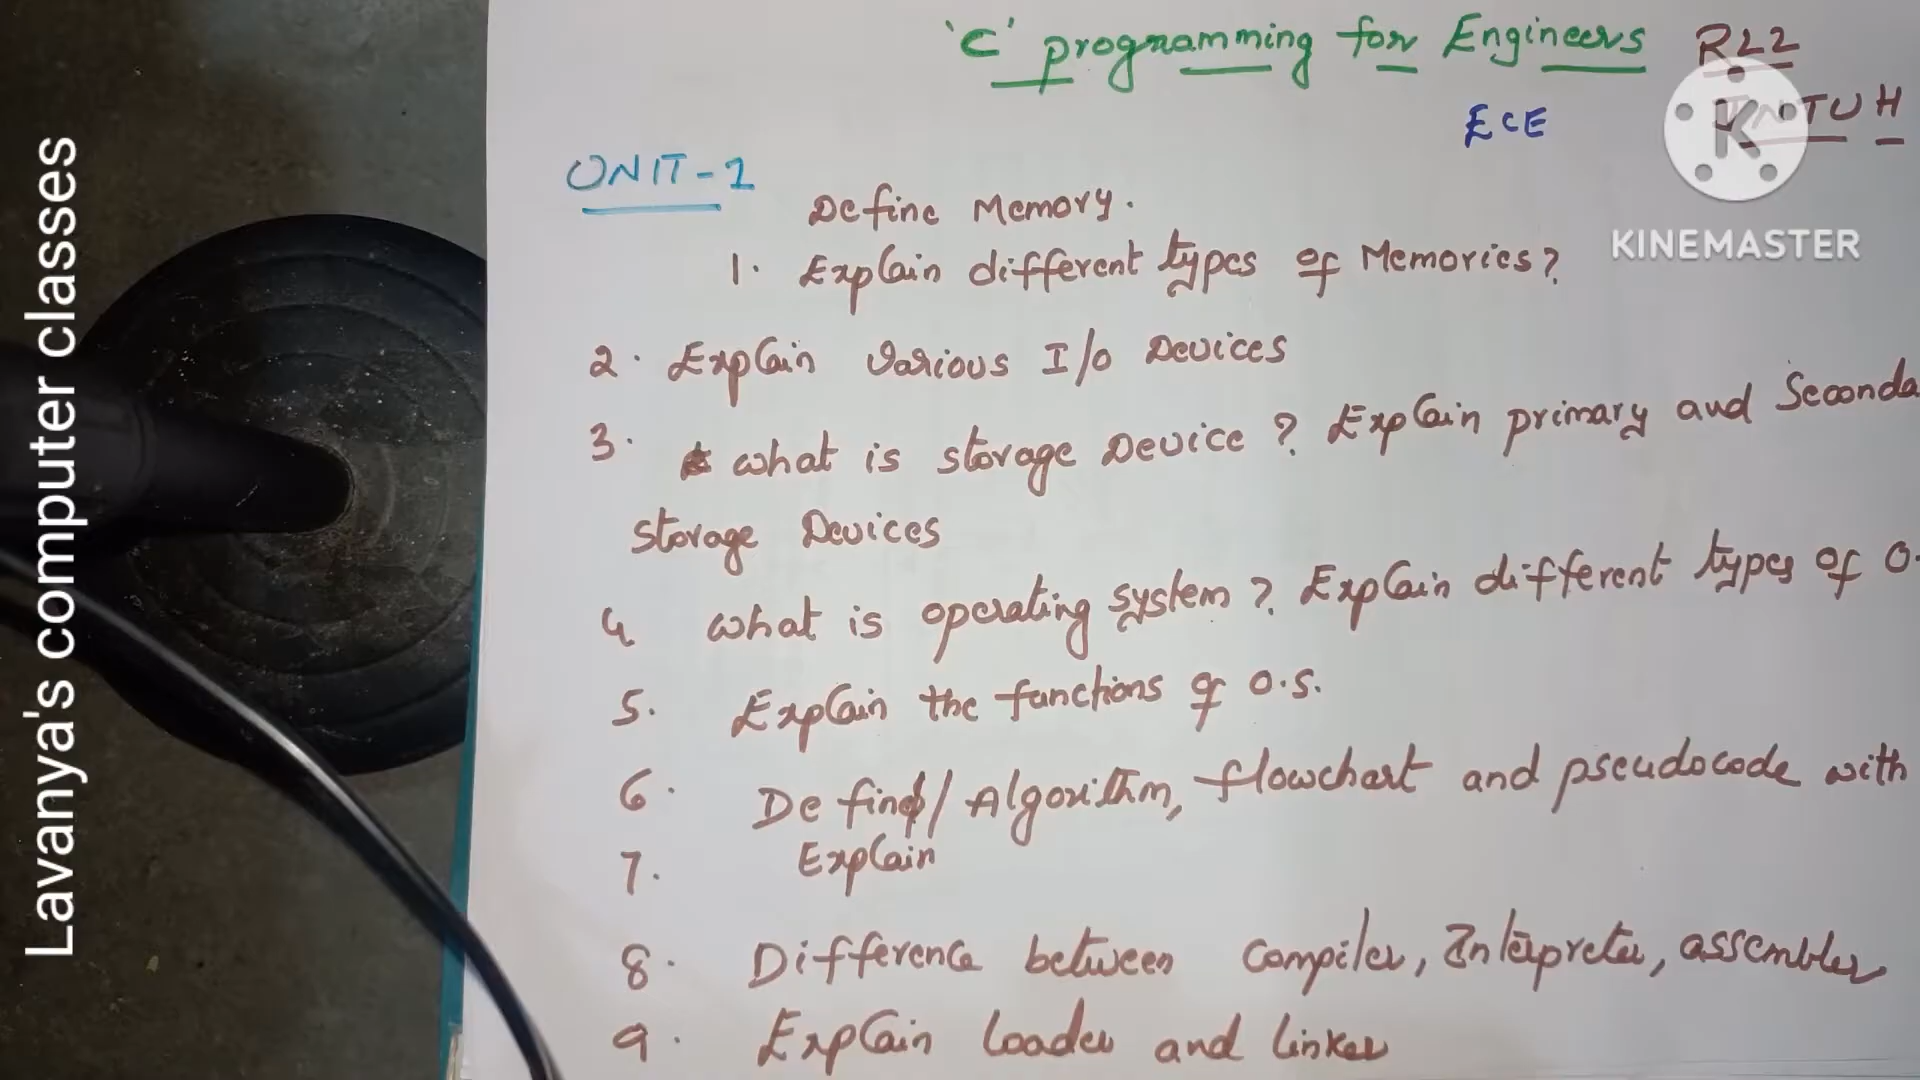 'C' programming for Engineers R22
JNTUH
ECE
UNIT-1
Define Memory.
1. Explain different types of Memories?
2. Explain various I/o Devices
3. what is storage Device? Explain primary and Seconda
storage Devices
4 what is operating system? Explain different types of O.
5. Explain the functions of O.S.
6. Define/Algorithm, flowchart and pseudocode with
7. Explain
8. Difference between Compiler, Interpreter, assembler
9. Explain Loader and linker
Lavanya's computer classes
K
KINEMASTER